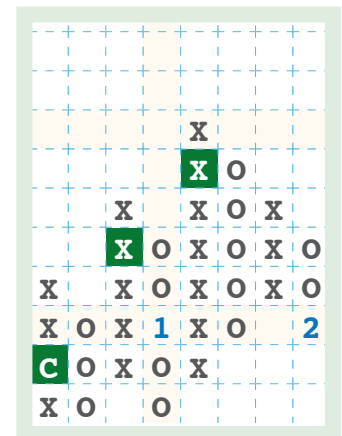 X
X O
X X O X
X O X O X O
X X O X O X O
X O X 1 X O 2
C O X O X
X O O